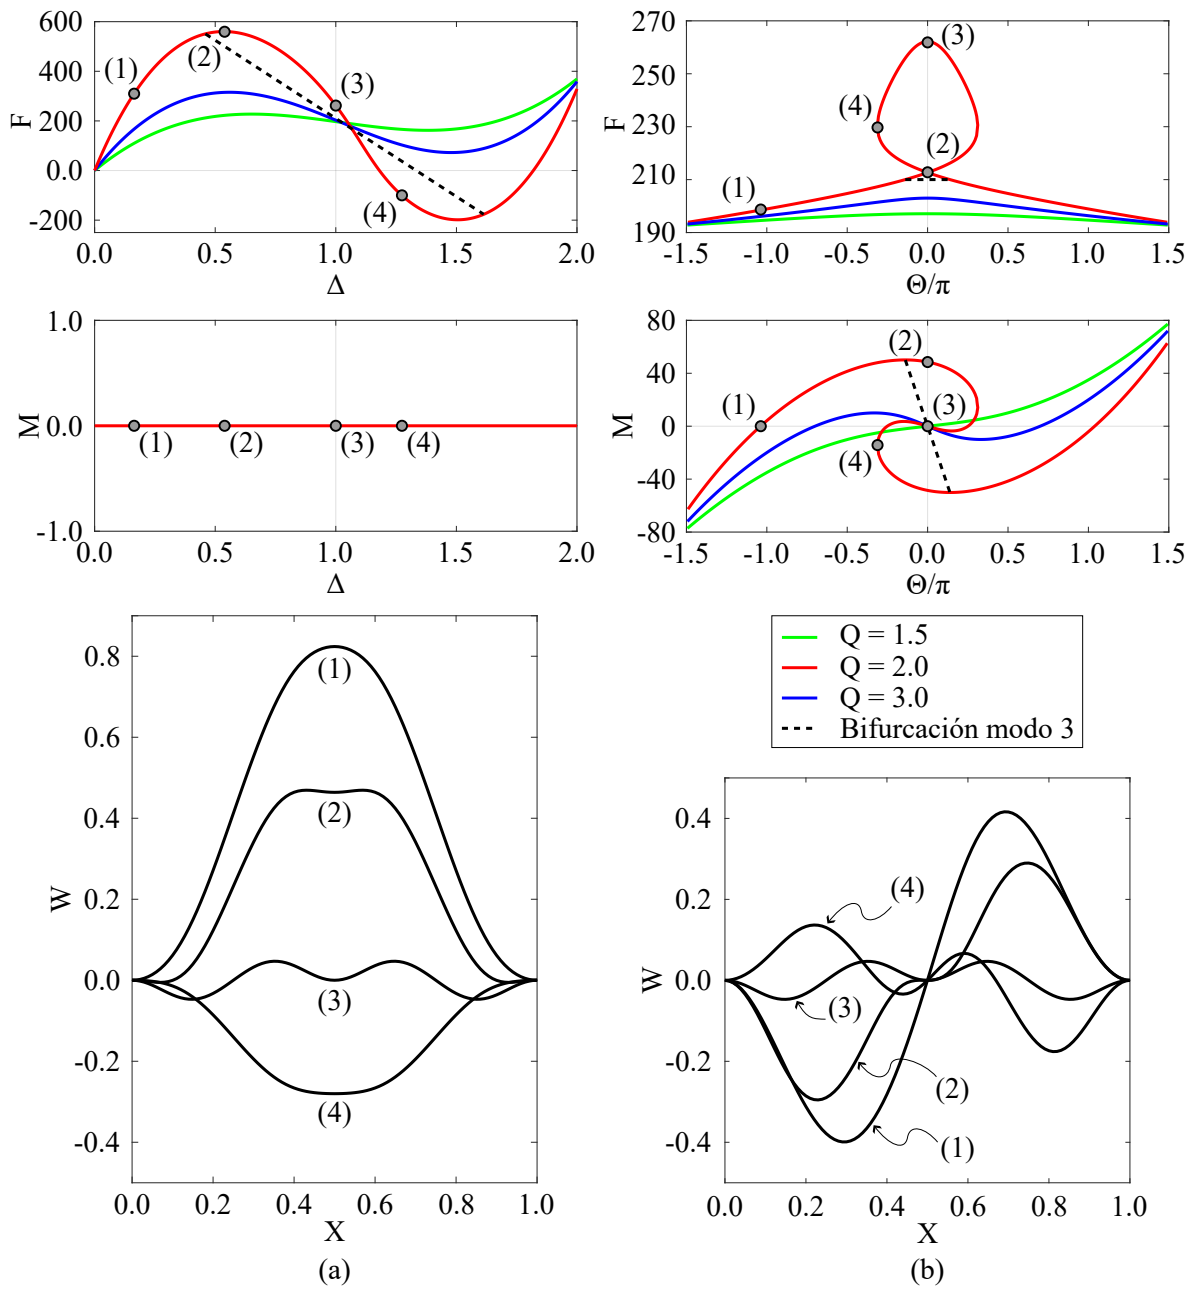 600
400
200
0.0
-200
F
(1)
(2)
(3)
(4)
0.0 0.5 1.0 1.5 2.0
Δ
270
250
230
210
190
F
(3)
(4)
(2)
(1)
-1.5 -1.0 -0.5 0.0 0.5 1.0 1.5
Θ/π
1.0
0.0
-1.0
M
(1) (2) (3) (4)
0.0 0.5 1.0 1.5 2.0
Δ
80
40
0
-40
-80
M
(2)
(1)
(3)
(4)
-1.5 -1.0 -0.5 0.0 0.5 1.0 1.5
Θ/π
0.8
0.6
0.4
0.2
0.0
-0.2
-0.4
W
(1)
(2)
(3)
(4)
0.0 0.2 0.4 0.6 0.8 1.0
X
(a)
Q = 1.5
Q = 2.0
Q = 3.0
Bifurcación modo 3
0.4
0.2
0.0
-0.2
-0.4
W
(4)
(3)
(2)
(1)
0.0 0.2 0.4 0.6 0.8 1.0
X
(b)